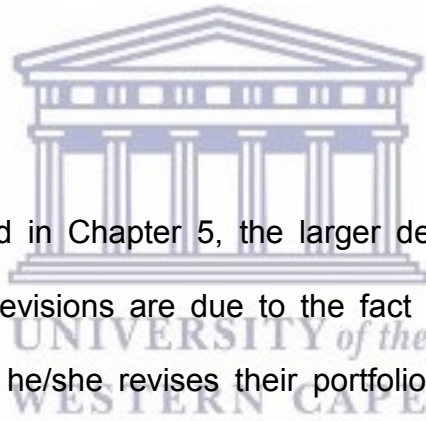 d in Chapter 5, the larger de
evisions are due to the fact
UNIVERSITY of the
he/she revises their portfolio
WESTERN CAPE